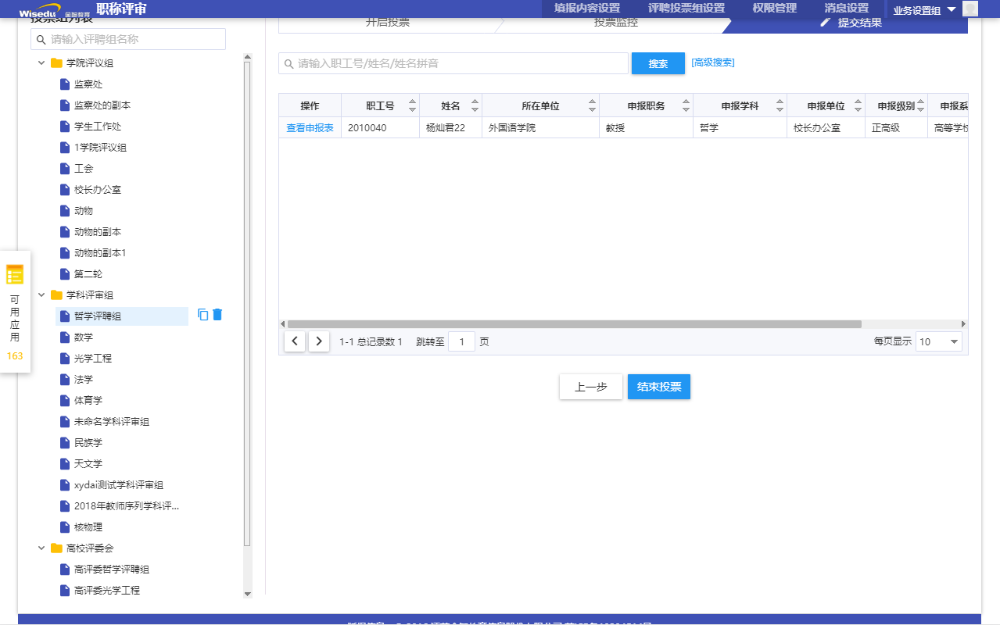 Wisedu 金智教育 职称评审 填报内容设置 评聘投票组设置 权限管理 消息设置 业务设置组
投票组列表
请输入评聘组名称
学院评议组
监察处
监察处的副本
学生工作处
1学院评议组
工会
校长办公室
动物
动物的副本
动物的副本1
第二轮
学科评审组
哲学评聘组
数学
光学工程
法学
体育学
未命名学科评审组
民族学
天文学
xydai测试学科评审组
2018年教师序列学科评...
核物理
高校评委会
高评委哲学评聘组
高评委光学工程
可用应用
163
开启投票 投票监控 提交结果
请输入职工号/姓名/姓名拼音 搜索 [高级搜索]
操作 职工号 姓名 所在单位 申报职务 申报学科 申报单位 申报级别 申报系
查看申报表 2010040 杨灿君22 外国语学院 教授 哲学 校长办公室 正高级 高等学校
1-1 总记录数 1 跳转至 1 页 每页显示 10
上一步 结束投票